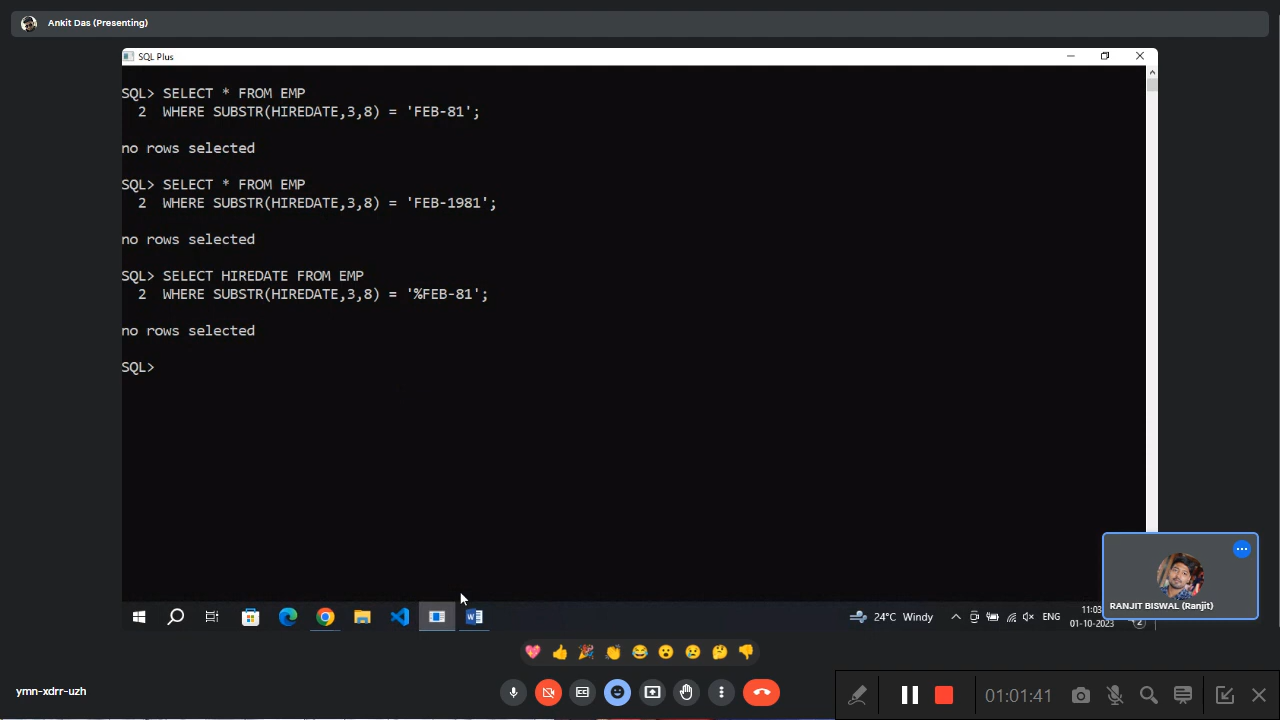 Ankit Das (Presenting)
SQL Plus
SQL> SELECT * FROM EMP
2 WHERE SUBSTR(HIREDATE,3,8) = 'FEB-81';
no rows selected
SQL> SELECT * FROM EMP
2 WHERE SUBSTR(HIREDATE,3,8) = 'FEB-1981';
no rows selected
SQL> SELECT HIREDATE FROM EMP
2 WHERE SUBSTR(HIREDATE,3,8) = '%FEB-81';
no rows selected
SQL>
RANJIT BISWAL (Ranjit)
24°C Windy
ENG
11:03
01-10-2023
2
ymn-xdrr-uzh
01:01:41